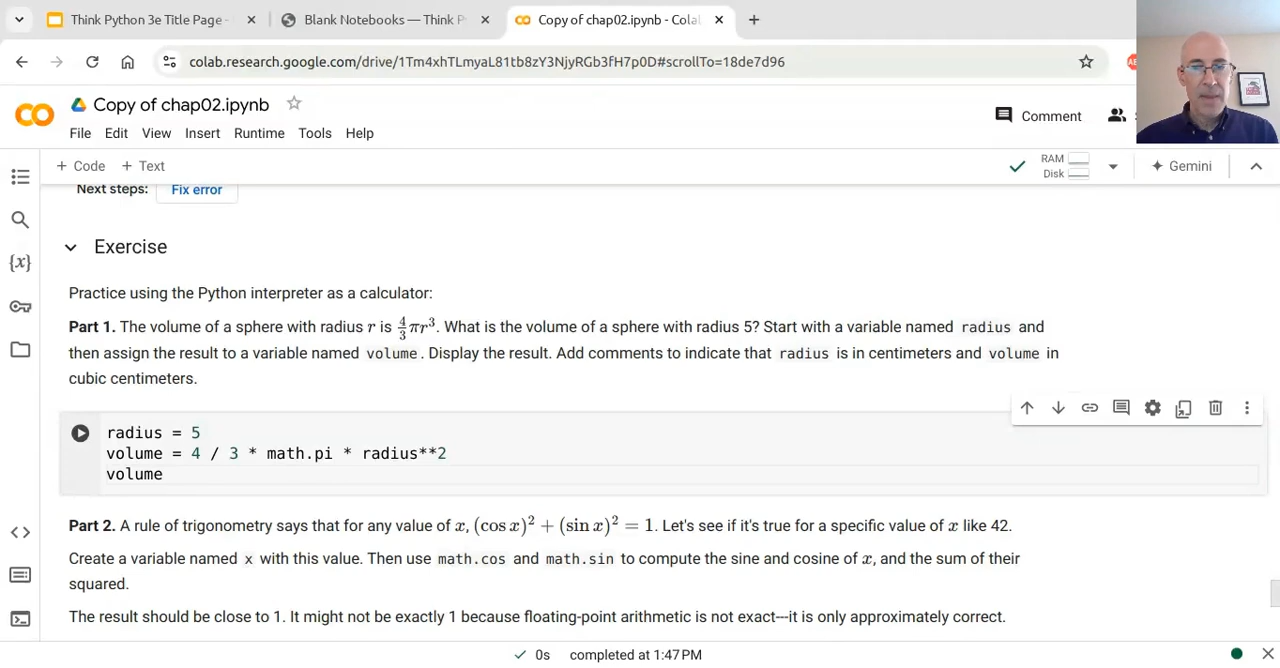 Think Python 3e Title Page -
Blank Notebooks — Think P
Copy of chap02.ipynb - Cola
colab.research.google.com/drive/1Tm4xhTLmyaL81tb8zY3NjyRGb3fH7p0D#scrollTo=18de7d96
Copy of chap02.ipynb
Comment
File Edit View Insert Runtime Tools Help
+ Code + Text
RAM
Disk
Gemini
Next steps: Fix error
Exercise
Practice using the Python interpreter as a calculator:
Part 1. The volume of a sphere with radius r is 4/3 πr³. What is the volume of a sphere with radius 5? Start with a variable named radius and
then assign the result to a variable named volume. Display the result. Add comments to indicate that radius is in centimeters and volume in
cubic centimeters.
radius = 5
volume = 4 / 3 * math.pi * radius**2
volume
Part 2. A rule of trigonometry says that for any value of x, (cos x)² + (sin x)² = 1. Let's see if it's true for a specific value of x like 42.
Create a variable named x with this value. Then use math.cos and math.sin to compute the sine and cosine of x, and the sum of their
squared.
The result should be close to 1. It might not be exactly 1 because floating-point arithmetic is not exact---it is only approximately correct.
0s completed at 1:47 PM